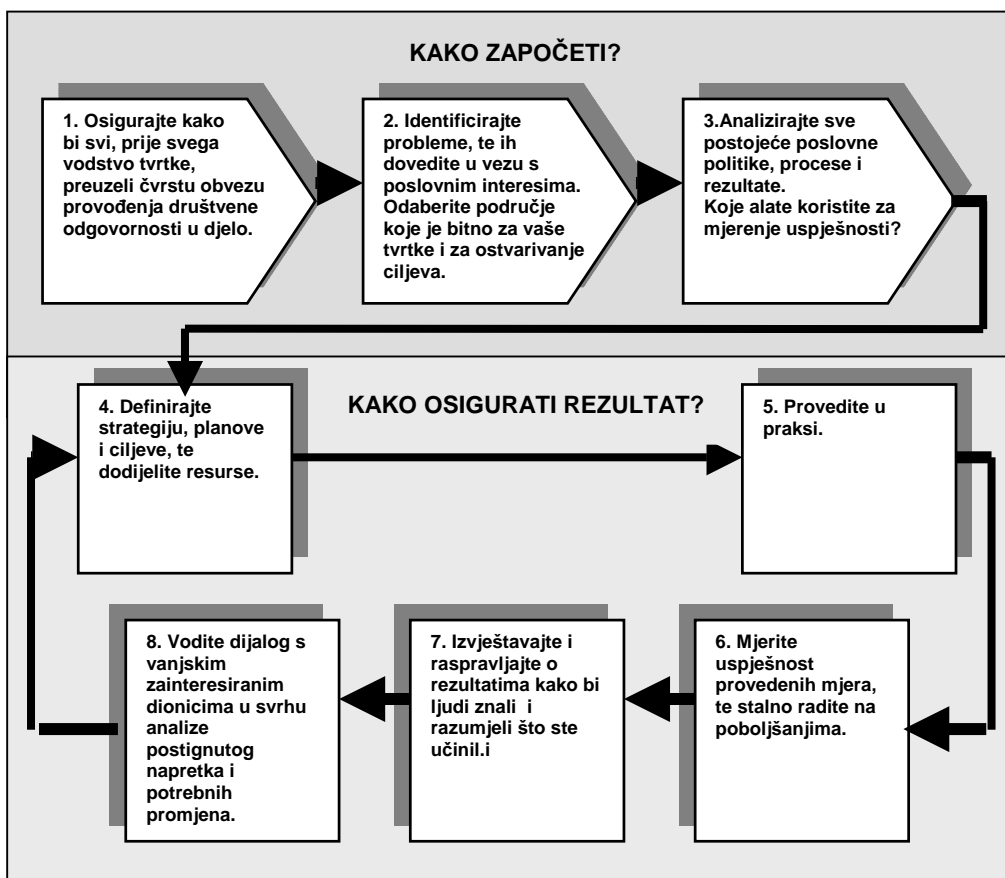 KAKO ZAPOČETI?
1. Osigurajte kako
bi svi, prije svega
vodstvo tvrtke,
preuzeli čvrstu obvezu
provođenja društvene
odgovornosti u djelo.
2. Identificirajte
probleme, te ih
dovedite u vezu s
poslovnim interesima.
Odaberite područje
koje je bitno za vaše
tvrtke i za ostvarivanje
ciljeva.
3.Analizirajte sve
postojeće poslovne
politike, procese i
rezultate.
Koje alate koristite za
mjerenje uspješnosti?
KAKO OSIGURATI REZULTAT?
4. Definirajte
strategiju, planove
i ciljeve, te
dodijelite resurse.
5. Provedite u
praksi.
6. Mjerite
uspješnost
provedenih mjera,
te stalno radite na
poboljšanjima.
7. Izvještavajte i
raspravljajte o
rezultatima kako bi
ljudi znali i
razumjeli što ste
učinil.i
8. Vodite dijalog s
vanjskim
zainteresiranim
dionicima u svrhu
analize
postignutog
napretka i
potrebnih
promjena.